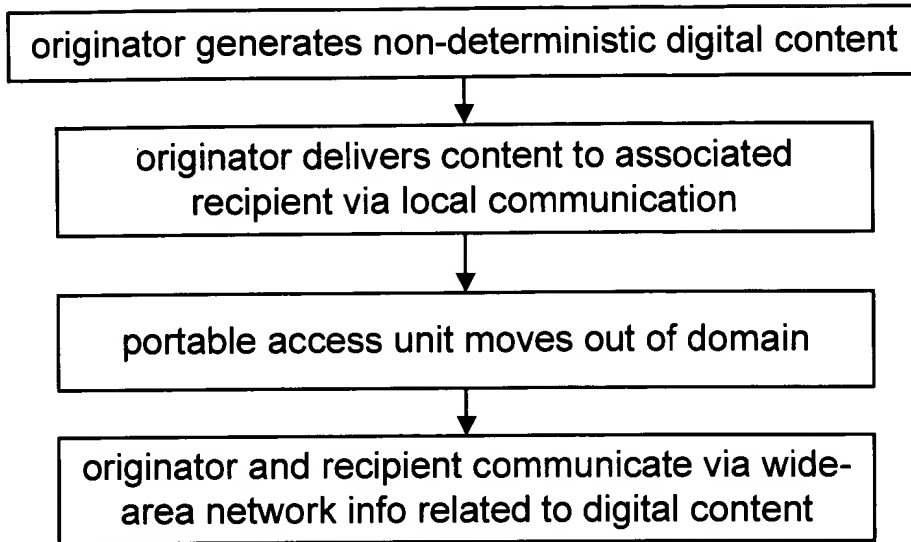 originator generates non-deterministic digital content
originator delivers content to associated
recipient via local communication
portable access unit moves out of domain
originator and recipient communicate via wide-
area network info related to digital content